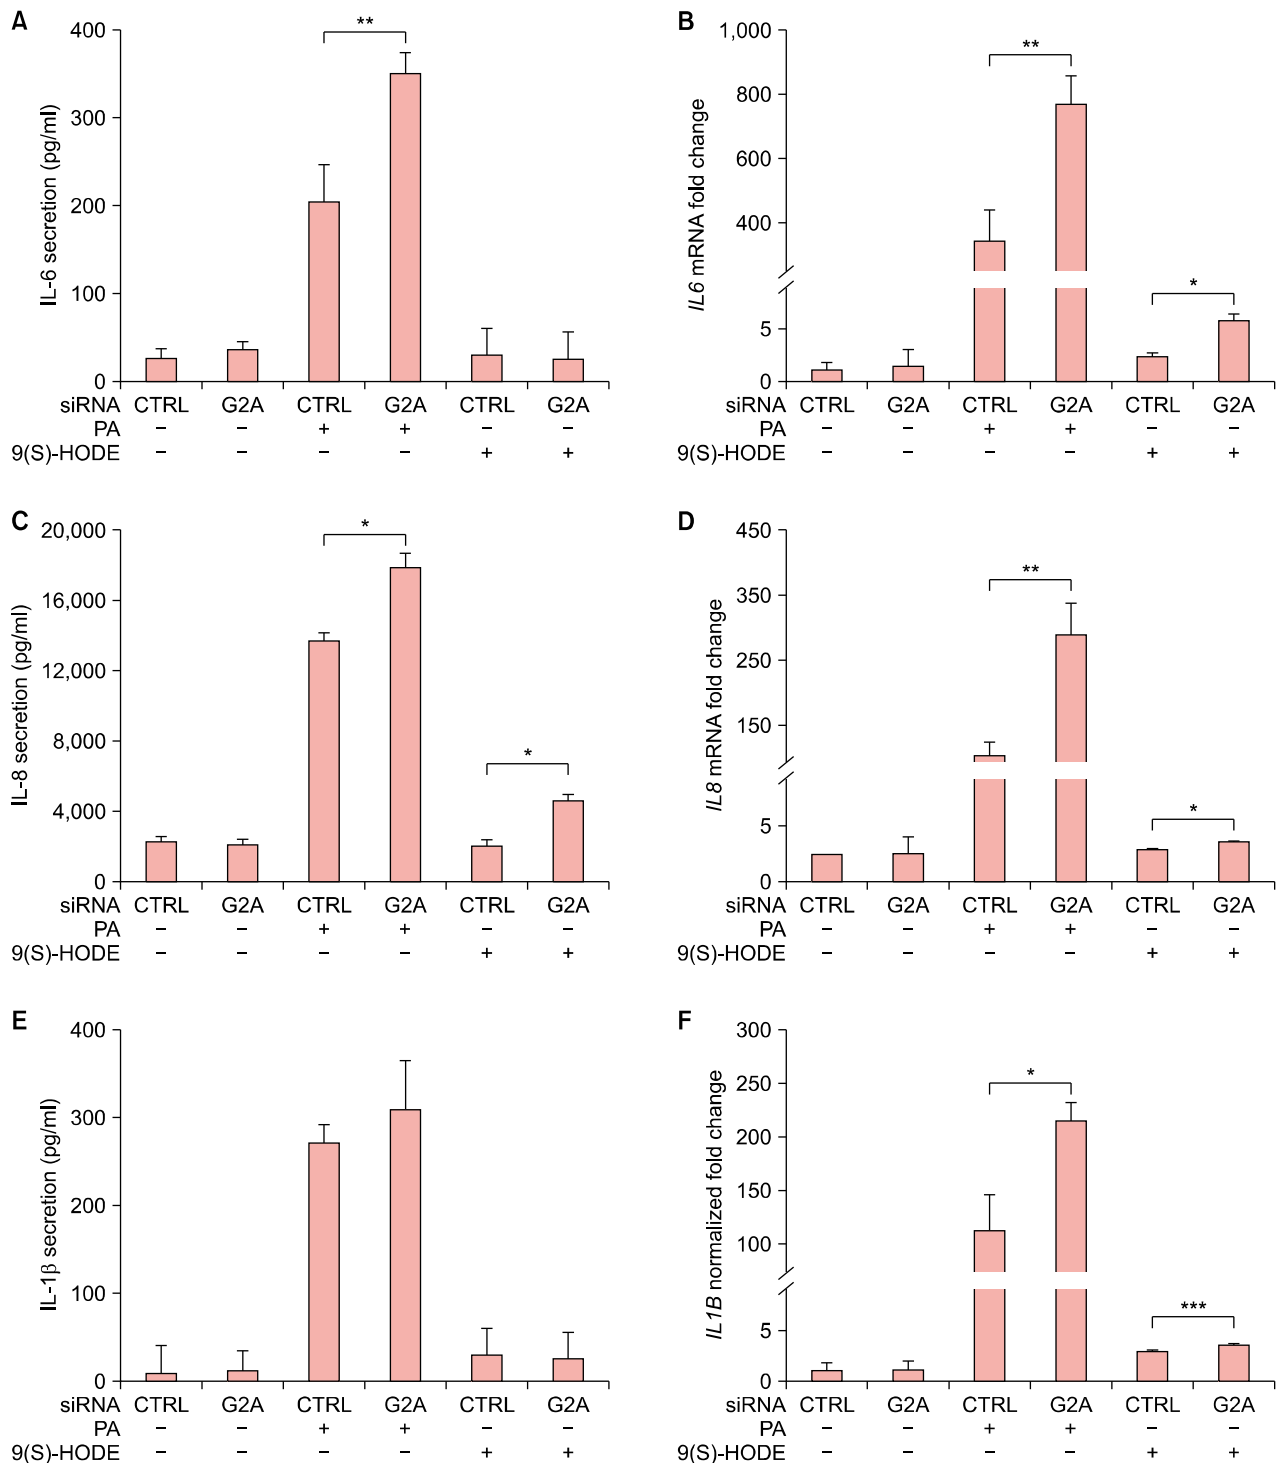 A
IL-6 secretion (pg/ml)
400
300
200
100
0
**
siRNA CTRL G2A CTRL G2A CTRL G2A
PA − − + + − −
9(S)-HODE − − − − + +
B
IL6 mRNA fold change
1,000
800
600
400
5
0
**
*
siRNA CTRL G2A CTRL G2A CTRL G2A
PA − − + + − −
9(S)-HODE − − − − + +
C
IL-8 secretion (pg/ml)
20,000
16,000
12,000
8,000
4,000
0
*
*
siRNA CTRL G2A CTRL G2A CTRL G2A
PA − − + + − −
9(S)-HODE − − − − + +
D
IL8 mRNA fold change
450
350
250
150
5
0
**
*
siRNA CTRL G2A CTRL G2A CTRL G2A
PA − − + + − −
9(S)-HODE − − − − + +
E
IL-1β secretion (pg/ml)
400
300
200
100
0
siRNA CTRL G2A CTRL G2A CTRL G2A
PA − − + + − −
9(S)-HODE − − − − + +
F
IL1B normalized fold change
300
250
200
150
100
5
0
*
***
siRNA CTRL G2A CTRL G2A CTRL G2A
PA − − + + − −
9(S)-HODE − − − − + +